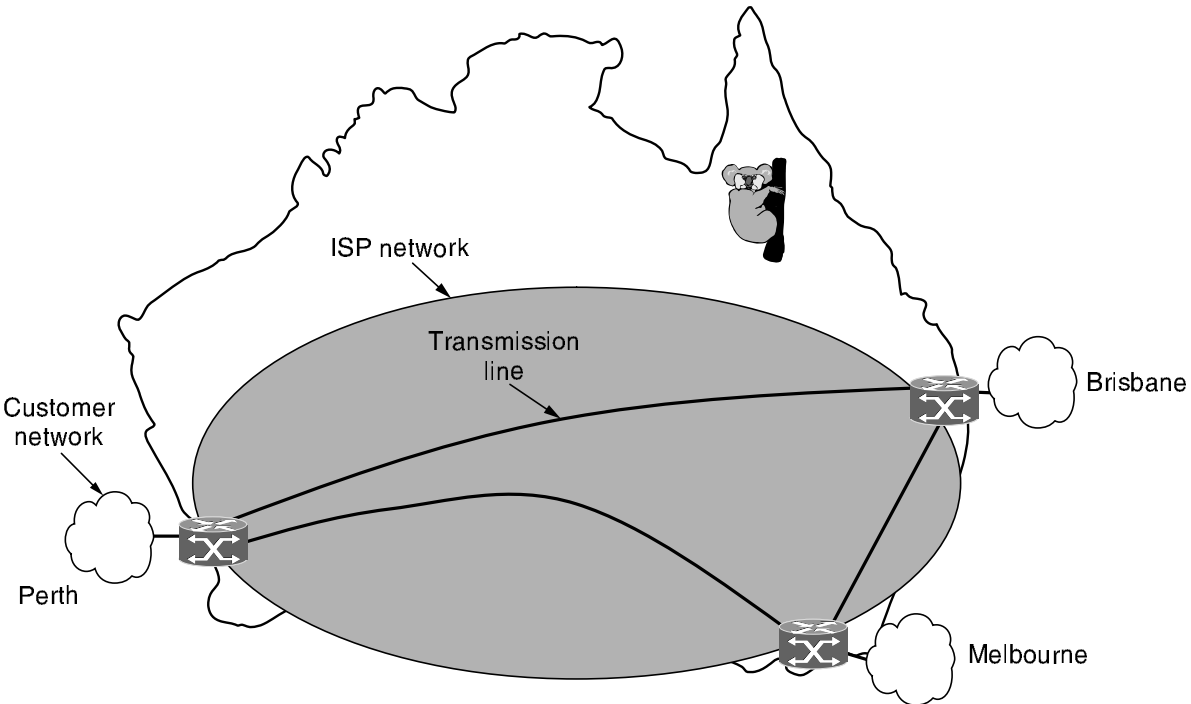 ISP network
Transmission
line
Brisbane
Customer
network
Perth
Melbourne